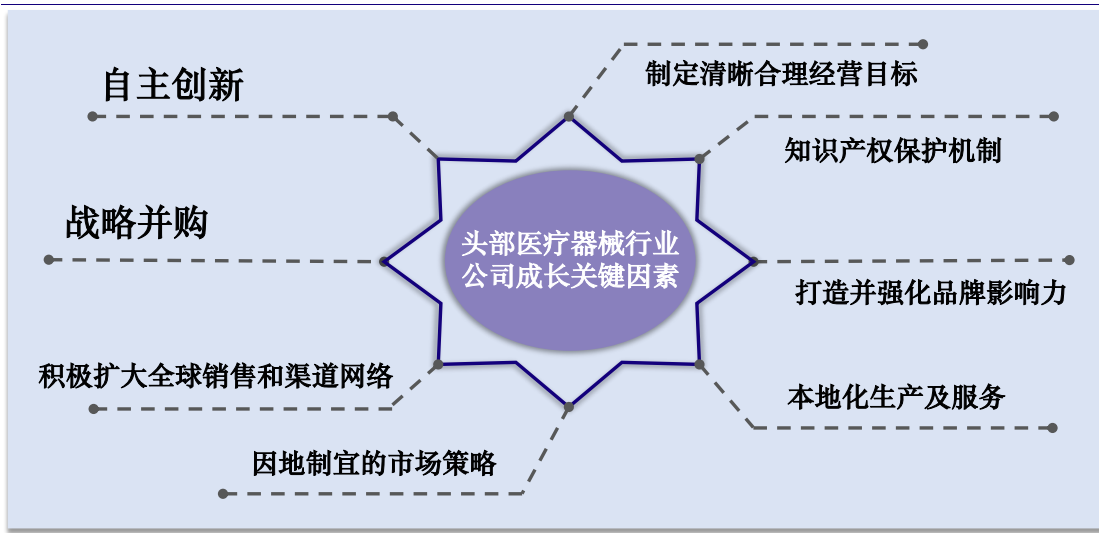 制定清晰合理经营目标
自主创新
知识产权保护机制
战略并购
头部医疗器械行业
公司成长关键因素
打造并强化品牌影响力
积极扩大全球销售和渠道网络
本地化生产及服务
因地制宜的市场策略